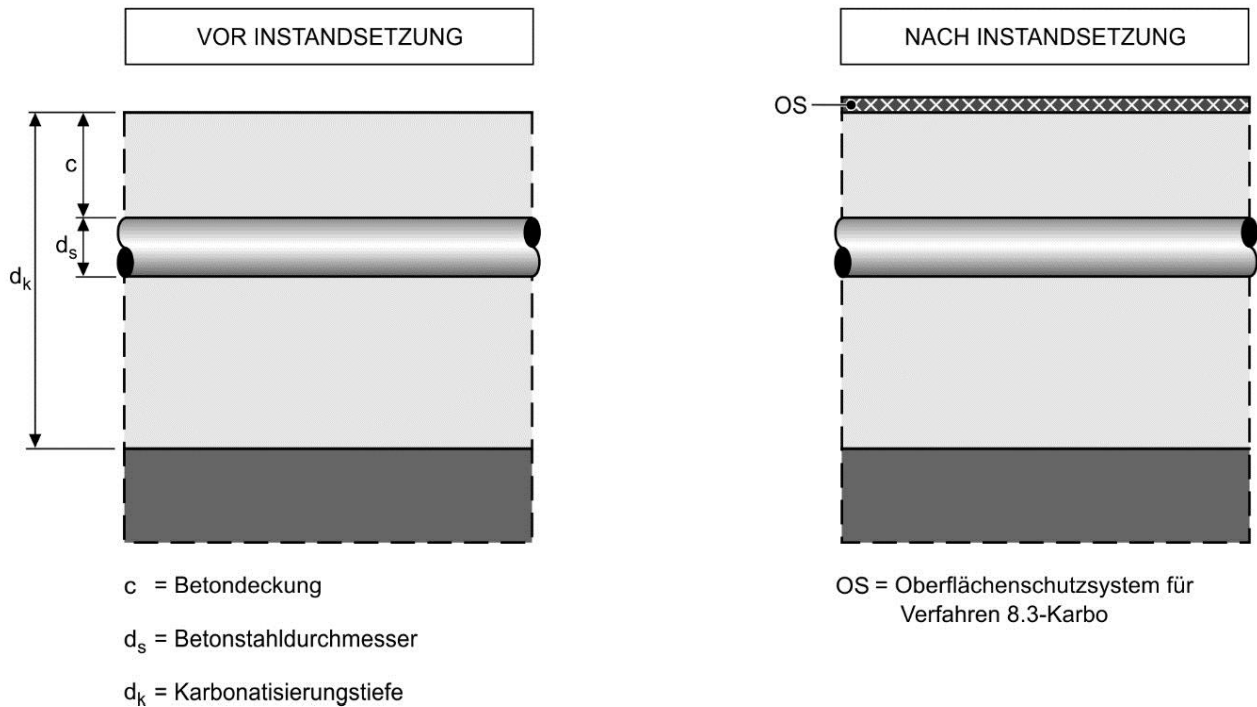 VOR INSTANDSETZUNG
NACH INSTANDSETZUNG
OS
c
ds
dk
c = Betondeckung
ds = Betonstahldurchmesser
dk = Karbonatisierungstiefe
OS = Oberflächenschutzsystem für
Verfahren 8.3-Karbo